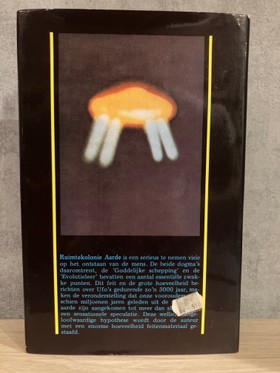 Ruimtekolonie Aarde is een serieus te nemen visie
op het ontstaan van de mens. De beide dogma's
daaromtrent, de 'Goddelijke schepping' en de
'Evolutieleer' bevatten een aantal essentiële zwak-
ke punten. Dit feit en de grote hoeveelheid be-
richten over Ufo's gedurende zo'n 3000 jaar, ma-
ken de veronderstelling dat onze vooroude
schien miljoenen jaren geleden uit de
aarde zijn aangekomen tot meer dan
een sensationele speculatie. Deze
loofwaardige hypothese wordt door de auteur
met een enorme hoeveelheid feitenmateriaal ge-
staafd.